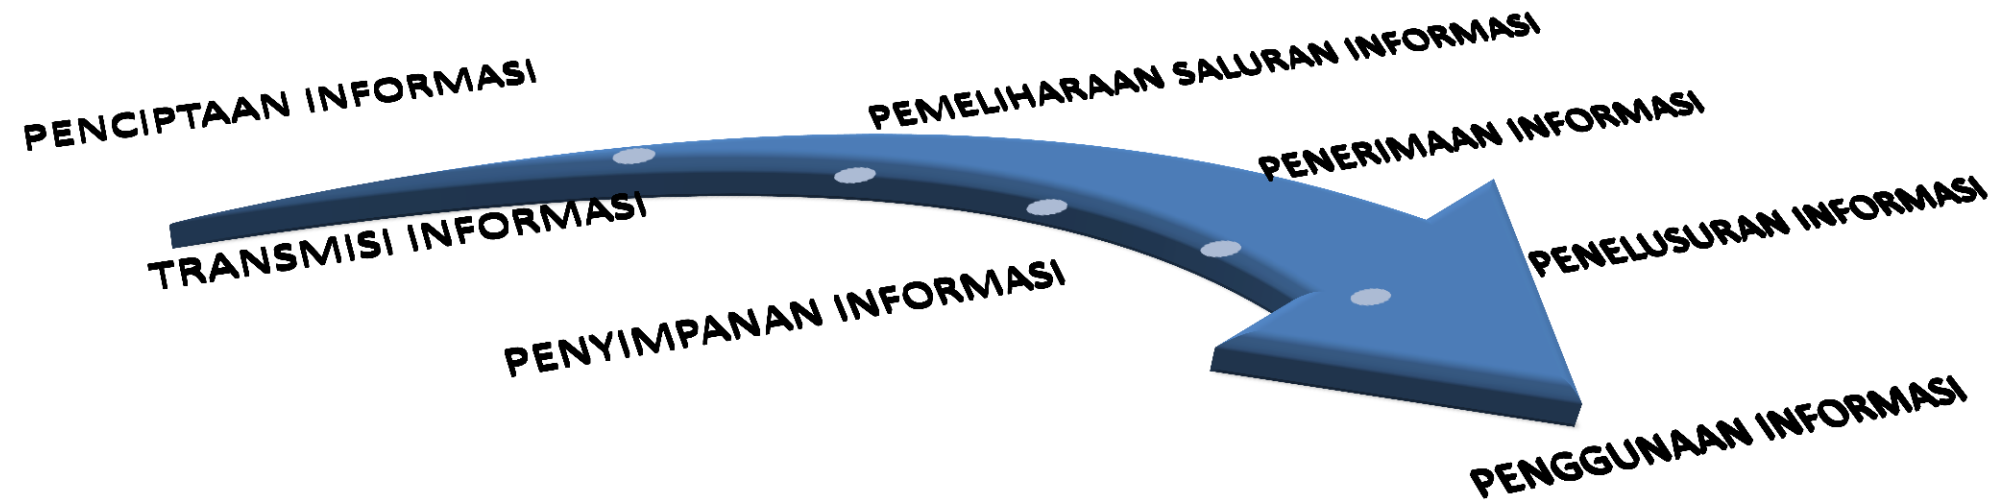 PENCIPTAAN INFORMASI
TRANSMISI INFORMASI
PENYIMPANAN INFORMASI
PEMELIHARAAN SALURAN INFORMASI
PENERIMAAN INFORMASI
PENELUSURAN INFORMASI
PENGGUNAAN INFORMASI